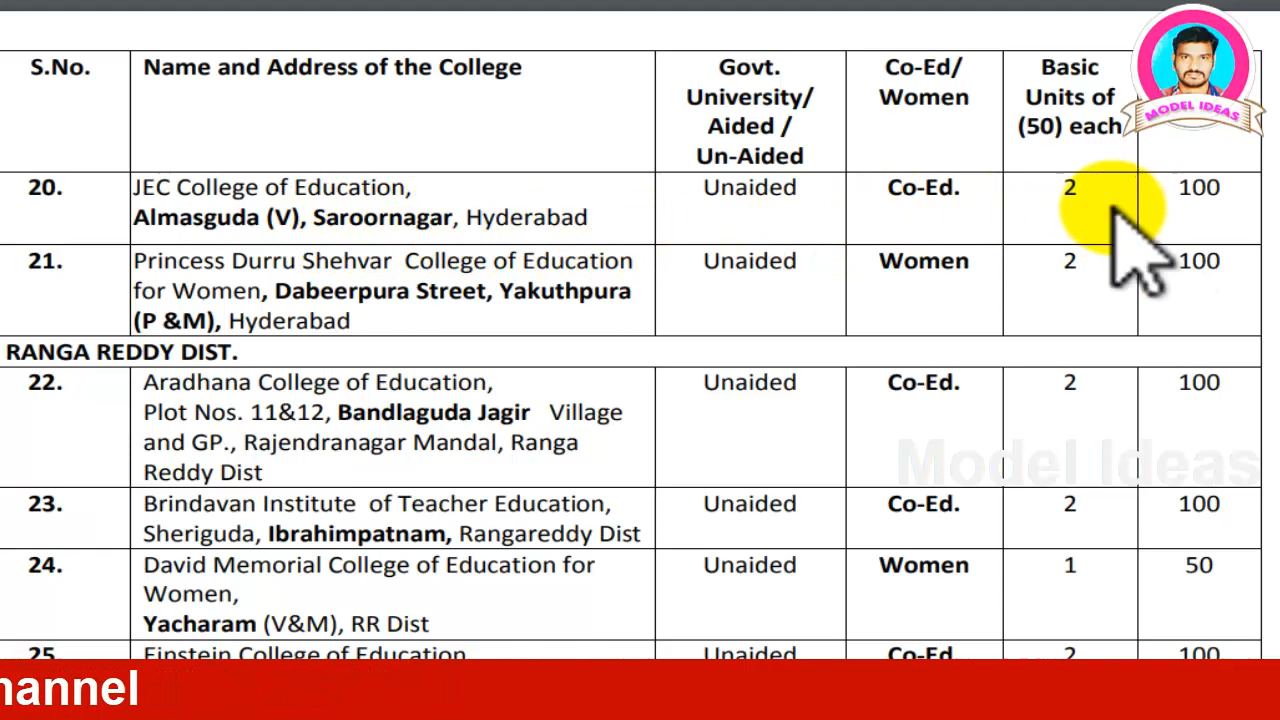 S.No.
Name and Address of the College
Govt.
University/
Aided /
Un-Aided
Co-Ed/
Women
Basic
Units of
(50) each
MODEL IDEAS
20.
JEC College of Education,
Almasguda (V), Saroornagar, Hyderabad
Unaided
Co-Ed.
2
100
21.
Princess Durru Shehvar College of Education
for Women, Dabeerpura Street, Yakuthpura
(P &M), Hyderabad
Unaided
Women
2
100
RANGA REDDY DIST.
22.
Aradhana College of Education,
Plot Nos. 11&12, Bandlaguda Jagir Village
and GP., Rajendranagar Mandal, Ranga
Reddy Dist
Unaided
Co-Ed.
2
100
Model Ideas
23.
Brindavan Institute of Teacher Education,
Sheriguda, Ibrahimpatnam, Rangareddy Dist
Unaided
Co-Ed.
2
100
24.
David Memorial College of Education for
Women,
Yacharam (V&M), RR Dist
Unaided
Women
1
50
25.
Einstein College of Education
Unaided
Co-Ed.
2
100
hannel